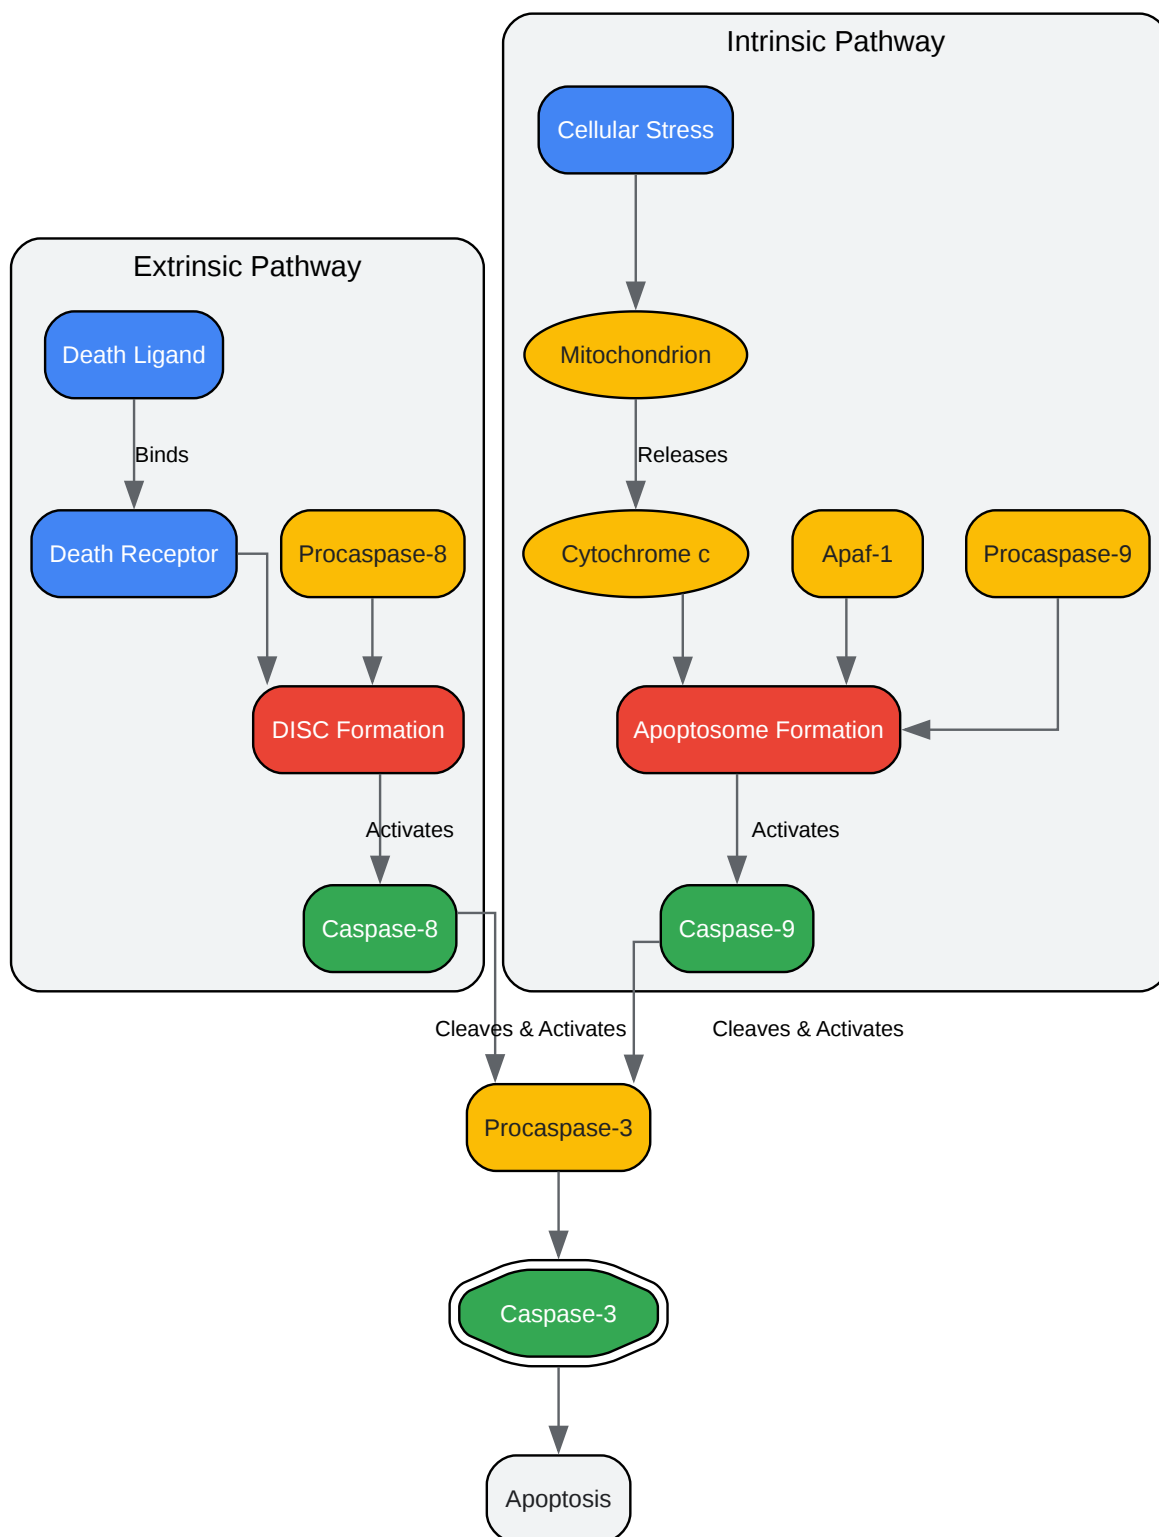 Intrinsic Pathway
Cellular Stress
Extrinsic Pathway
Death Ligand
Mitochondrion
Binds
Releases
Death Receptor
Procaspase-8
Cytochrome c
Apaf-1
Procaspase-9
DISC Formation
Apoptosome Formation
Activates
Activates
Caspase-8
Caspase-9
Cleaves & Activates
Cleaves & Activates
Procaspase-3
Caspase-3
Apoptosis